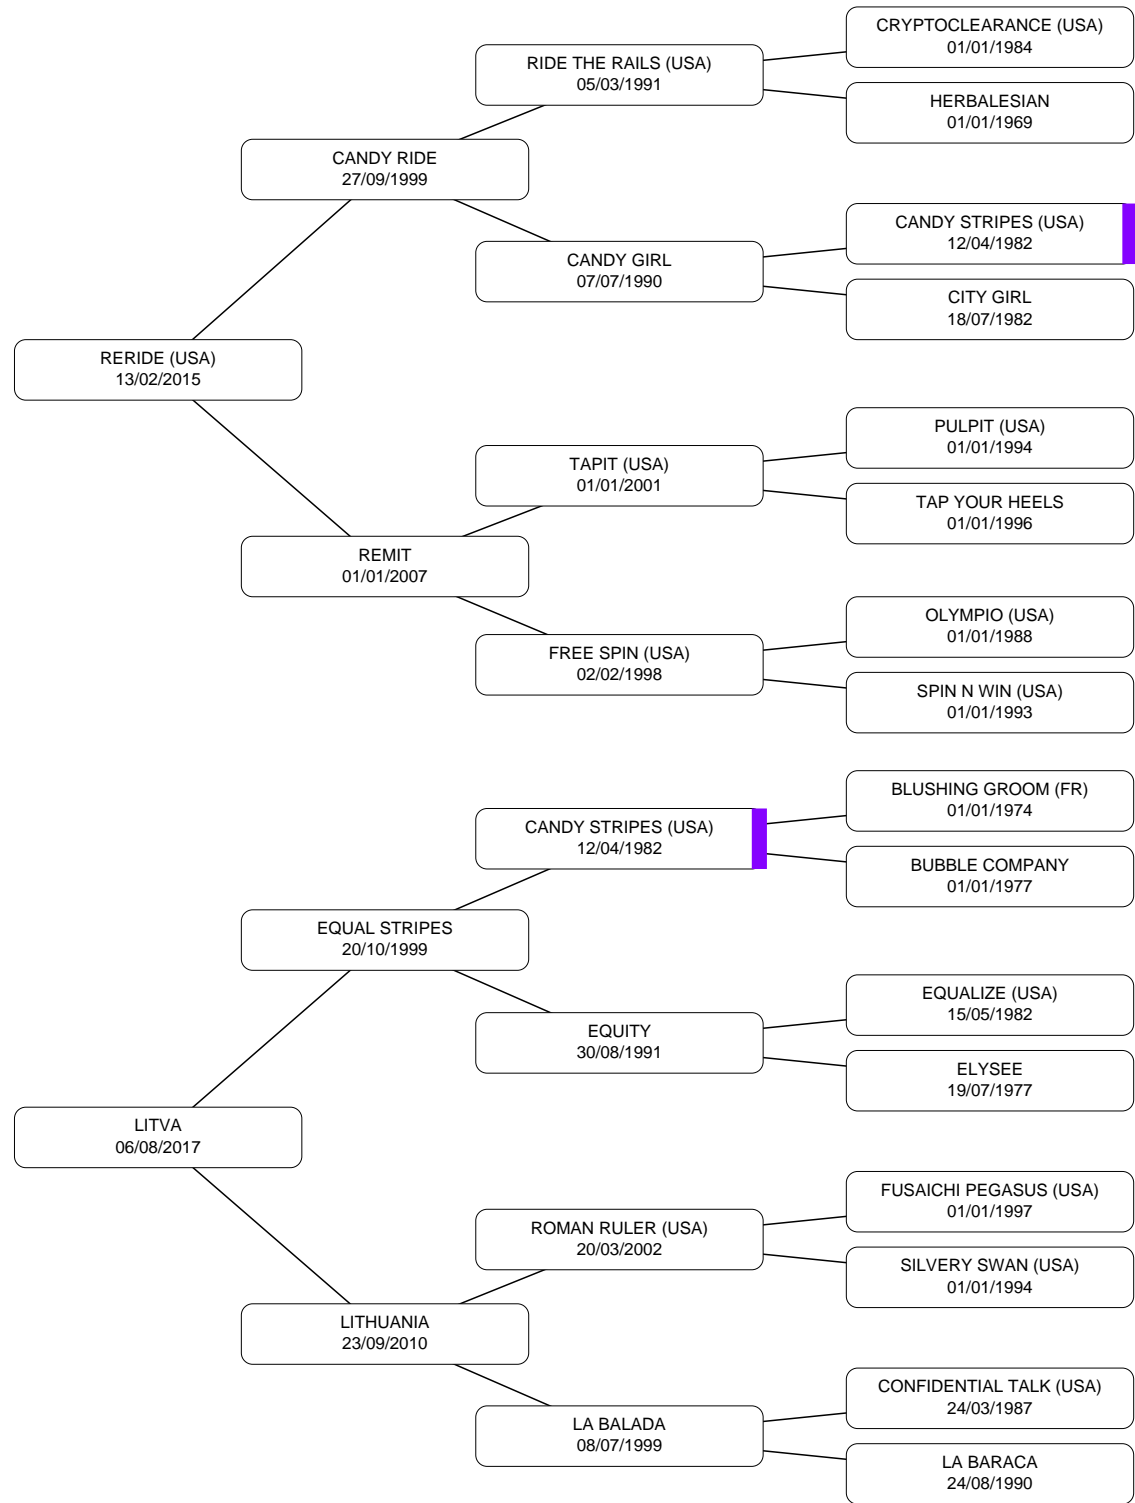 CRYPTOCLEARANCE (USA)
01/01/1984
RIDE THE RAILS (USA)
05/03/1991
HERBALESIAN
01/01/1969
CANDY RIDE
27/09/1999
CANDY STRIPES (USA)
12/04/1982
CANDY GIRL
07/07/1990
CITY GIRL
18/07/1982
RERIDE (USA)
13/02/2015
PULPIT (USA)
01/01/1994
TAPIT (USA)
01/01/2001
TAP YOUR HEELS
01/01/1996
REMIT
01/01/2007
OLYMPIO (USA)
01/01/1988
FREE SPIN (USA)
02/02/1998
SPIN N WIN (USA)
01/01/1993
BLUSHING GROOM (FR)
01/01/1974
CANDY STRIPES (USA)
12/04/1982
BUBBLE COMPANY
01/01/1977
EQUAL STRIPES
20/10/1999
EQUALIZE (USA)
15/05/1982
EQUITY
30/08/1991
ELYSEE
19/07/1977
LITVA
06/08/2017
FUSAICHI PEGASUS (USA)
01/01/1997
ROMAN RULER (USA)
20/03/2002
SILVERY SWAN (USA)
01/01/1994
LITHUANIA
23/09/2010
CONFIDENTIAL TALK (USA)
24/03/1987
LA BALADA
08/07/1999
LA BARACA
24/08/1990